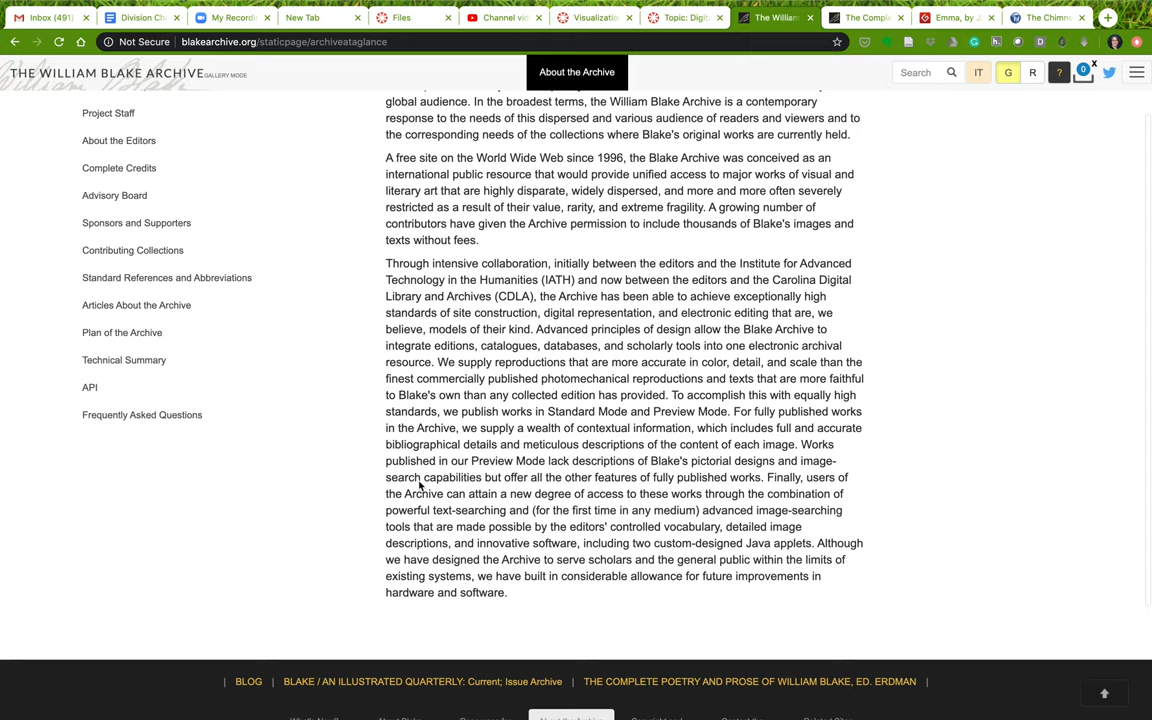 Inbox (491)
Division Ch
My Record
New Tab
Files
Channel vid
Visualizatio
Topic: Digit
The William
The Comple
Emma, by J
The Chimne
Not Secure | blakearchive.org/staticpage/archiveataglance
THE WILLIAM BLAKE ARCHIVE GALLERY MODE
About the Archive
Search
IT
G
R
?
0
x
Project Staff
About the Editors
Complete Credits
Advisory Board
Sponsors and Supporters
Contributing Collections
Standard References and Abbreviations
Articles About the Archive
Plan of the Archive
Technical Summary
API
Frequently Asked Questions
global audience. In the broadest terms, the William Blake Archive is a contemporary
response to the needs of this dispersed and various audience of readers and viewers and to
the corresponding needs of the collections where Blake's original works are currently held.
A free site on the World Wide Web since 1996, the Blake Archive was conceived as an
international public resource that would provide unified access to major works of visual and
literary art that are highly disparate, widely dispersed, and more and more often severely
restricted as a result of their value, rarity, and extreme fragility. A growing number of
contributors have given the Archive permission to include thousands of Blake's images and
texts without fees.
Through intensive collaboration, initially between the editors and the Institute for Advanced
Technology in the Humanities (IATH) and now between the editors and the Carolina Digital
Library and Archives (CDLA), the Archive has been able to achieve exceptionally high
standards of site construction, digital representation, and electronic editing that are, we
believe, models of their kind. Advanced principles of design allow the Blake Archive to
integrate editions, catalogues, databases, and scholarly tools into one electronic archival
resource. We supply reproductions that are more accurate in color, detail, and scale than the
finest commercially published photomechanical reproductions and texts that are more faithful
to Blake's own than any collected edition has provided. To accomplish this with equally high
standards, we publish works in Standard Mode and Preview Mode. For fully published works
in the Archive, we supply a wealth of contextual information, which includes full and accurate
bibliographical details and meticulous descriptions of the content of each image. Works
published in our Preview Mode lack descriptions of Blake's pictorial designs and image-
search capabilities but offer all the other features of fully published works. Finally, users of
the Archive can attain a new degree of access to these works through the combination of
powerful text-searching and (for the first time in any medium) advanced image-searching
tools that are made possible by the editors' controlled vocabulary, detailed image
descriptions, and innovative software, including two custom-designed Java applets. Although
we have designed the Archive to serve scholars and the general public within the limits of
existing systems, we have built in considerable allowance for future improvements in
hardware and software.
| BLOG | BLAKE / AN ILLUSTRATED QUARTERLY: Current; Issue Archive | THE COMPLETE POETRY AND PROSE OF WILLIAM BLAKE, ED. ERDMAN |